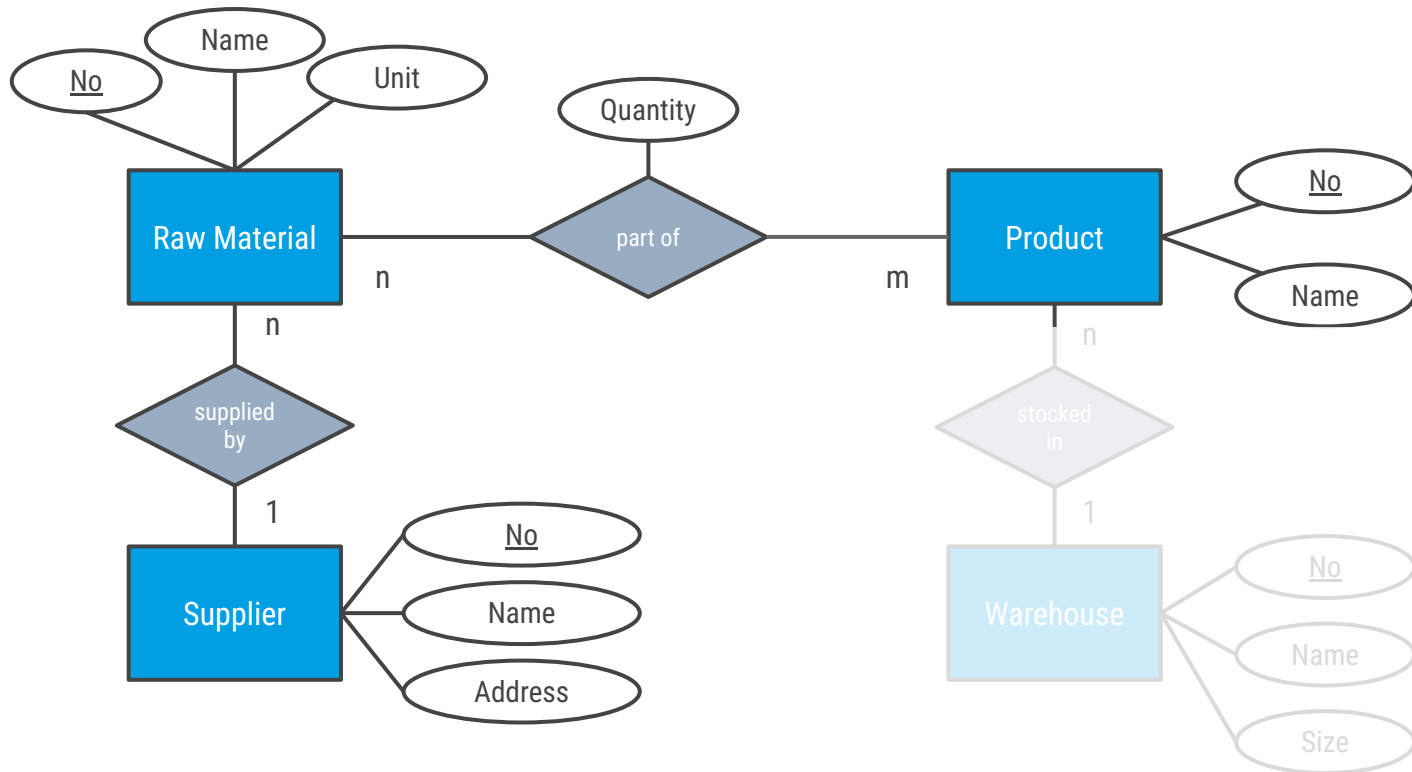 Name
No
Unit
Quantity
No
Raw Material
part of
Product
n
m
Name
n
n
supplied
by
stocked
in
1
1
No
No
Supplier
Name
Warehouse
Name
Address
Size